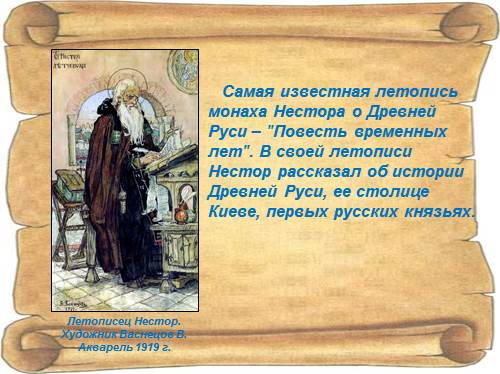 Самая известная летопись
монаха Нестора о Древней
Руси – "Повесть временных
лет". В своей летописи
Нестор рассказал об истории
Древней Руси, ее столице
Киеве, первых русских князьях.
Летописец Нестор.
Художник Васнецов В.
Акварель 1919 г.